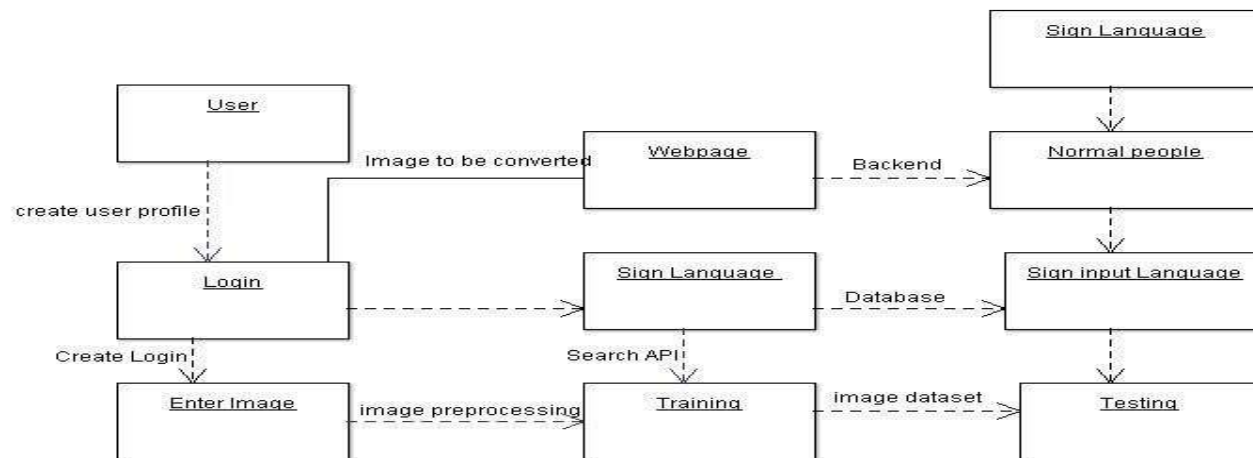 Sign Language
User
Image to be converted
Webpage
Backend
Normal people
create user profile
Login
Sign Language
Database
Sign input Language
Create Login
Search API
Enter Image
image preprocessing
Training
image dataset
Testing